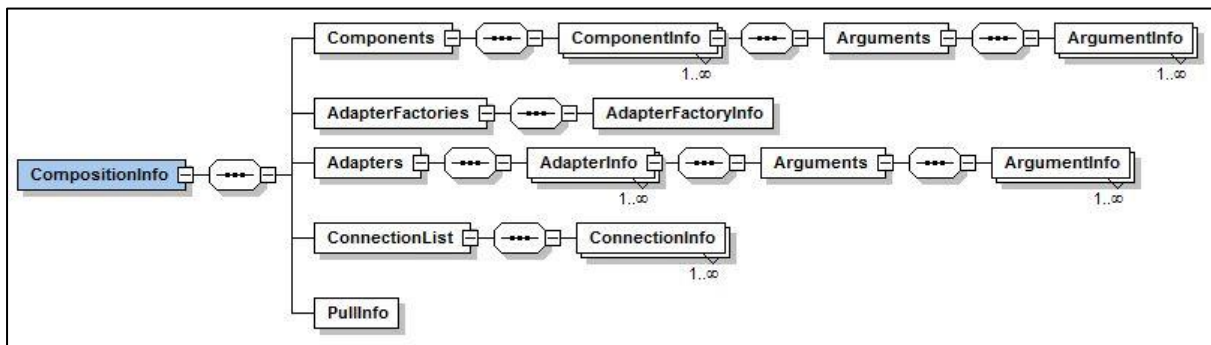 Components ComponentInfo Arguments ArgumentInfo
1..∞ 1..∞
AdapterFactories AdapterFactoryInfo
CompositionInfo
Adapters AdapterInfo Arguments ArgumentInfo
1..∞ 1..∞
ConnectionList ConnectionInfo
1..∞
PullInfo